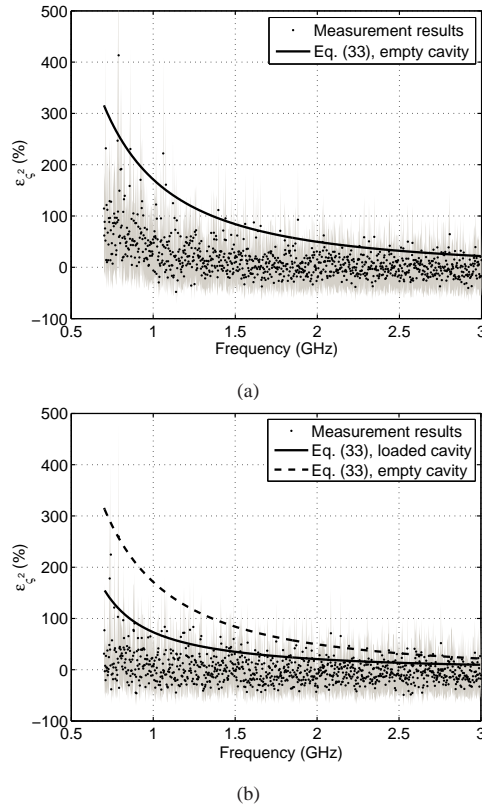 500
400
300
200
100
0
−100
ε_ζ² (%)
Measurement results
Eq. (33), empty cavity
0.5 1 1.5 2 2.5 3
Frequency (GHz)
(a)
500
400
300
200
100
0
−100
ε_ζ² (%)
Measurement results
Eq. (33), loaded cavity
Eq. (33), empty cavity
0.5 1 1.5 2 2.5 3
Frequency (GHz)
(b)